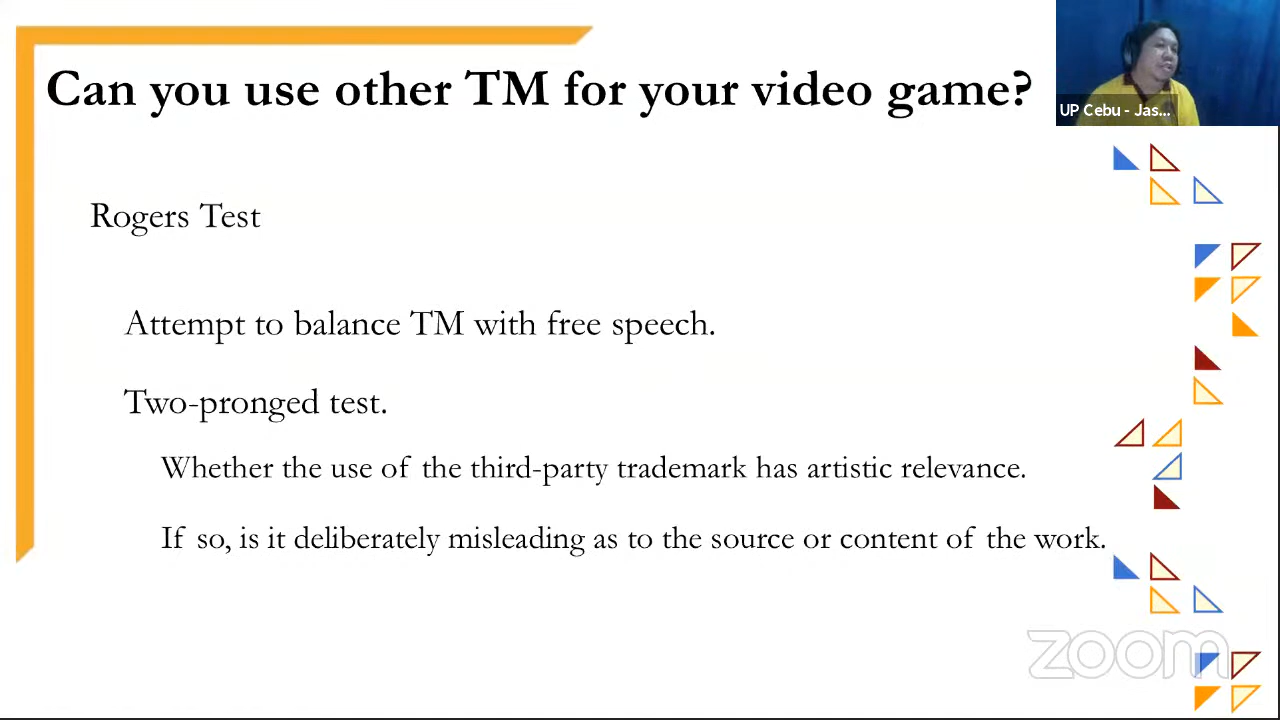 Can you use other TM for your video game?
UP Cebu - Jas...
Rogers Test
Attempt to balance TM with free speech.
Two-pronged test.
Whether the use of the third-party trademark has artistic relevance.
If so, is it deliberately misleading as to the source or content of the work.
zoom